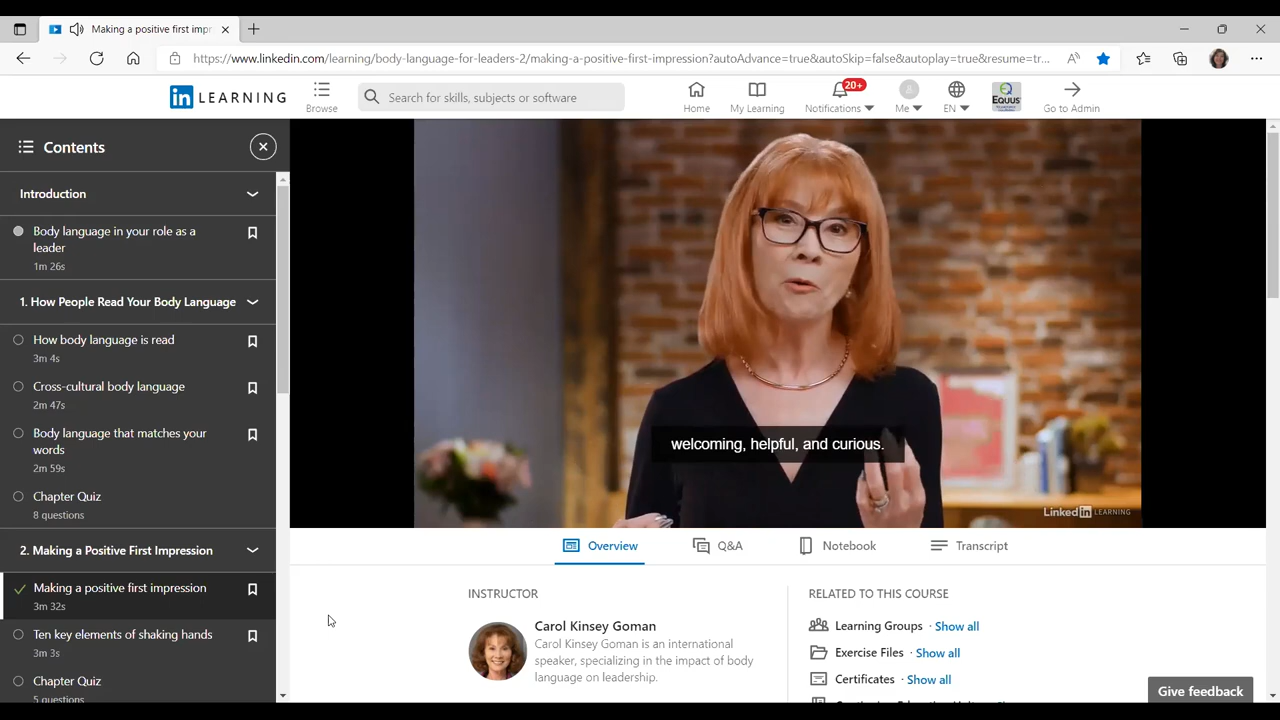 Making a positive first impr
https://www.linkedin.com/learning/body-language-for-leaders-2/making-a-positive-first-impression?autoAdvance=true&autoSkip=false&autoplay=true&resume=tr...
in LEARNING
Browse
Search for skills, subjects or software
Home
My Learning
20+
Notifications
Me
EN
EQUUS
Go to Admin
Contents
Introduction
Body language in your role as a
leader
1m 26s
1. How People Read Your Body Language
How body language is read
3m 4s
Cross-cultural body language
2m 47s
Body language that matches your
words
2m 59s
Chapter Quiz
8 questions
2. Making a Positive First Impression
Making a positive first impression
3m 32s
Ten key elements of shaking hands
3m 3s
Chapter Quiz
5 questions
welcoming, helpful, and curious.
Linked in LEARNING
Overview
Q&A
Notebook
Transcript
INSTRUCTOR
Carol Kinsey Goman
Carol Kinsey Goman is an international
speaker, specializing in the impact of body
language on leadership.
RELATED TO THIS COURSE
Learning Groups · Show all
Exercise Files · Show all
Certificates · Show all
Give feedback